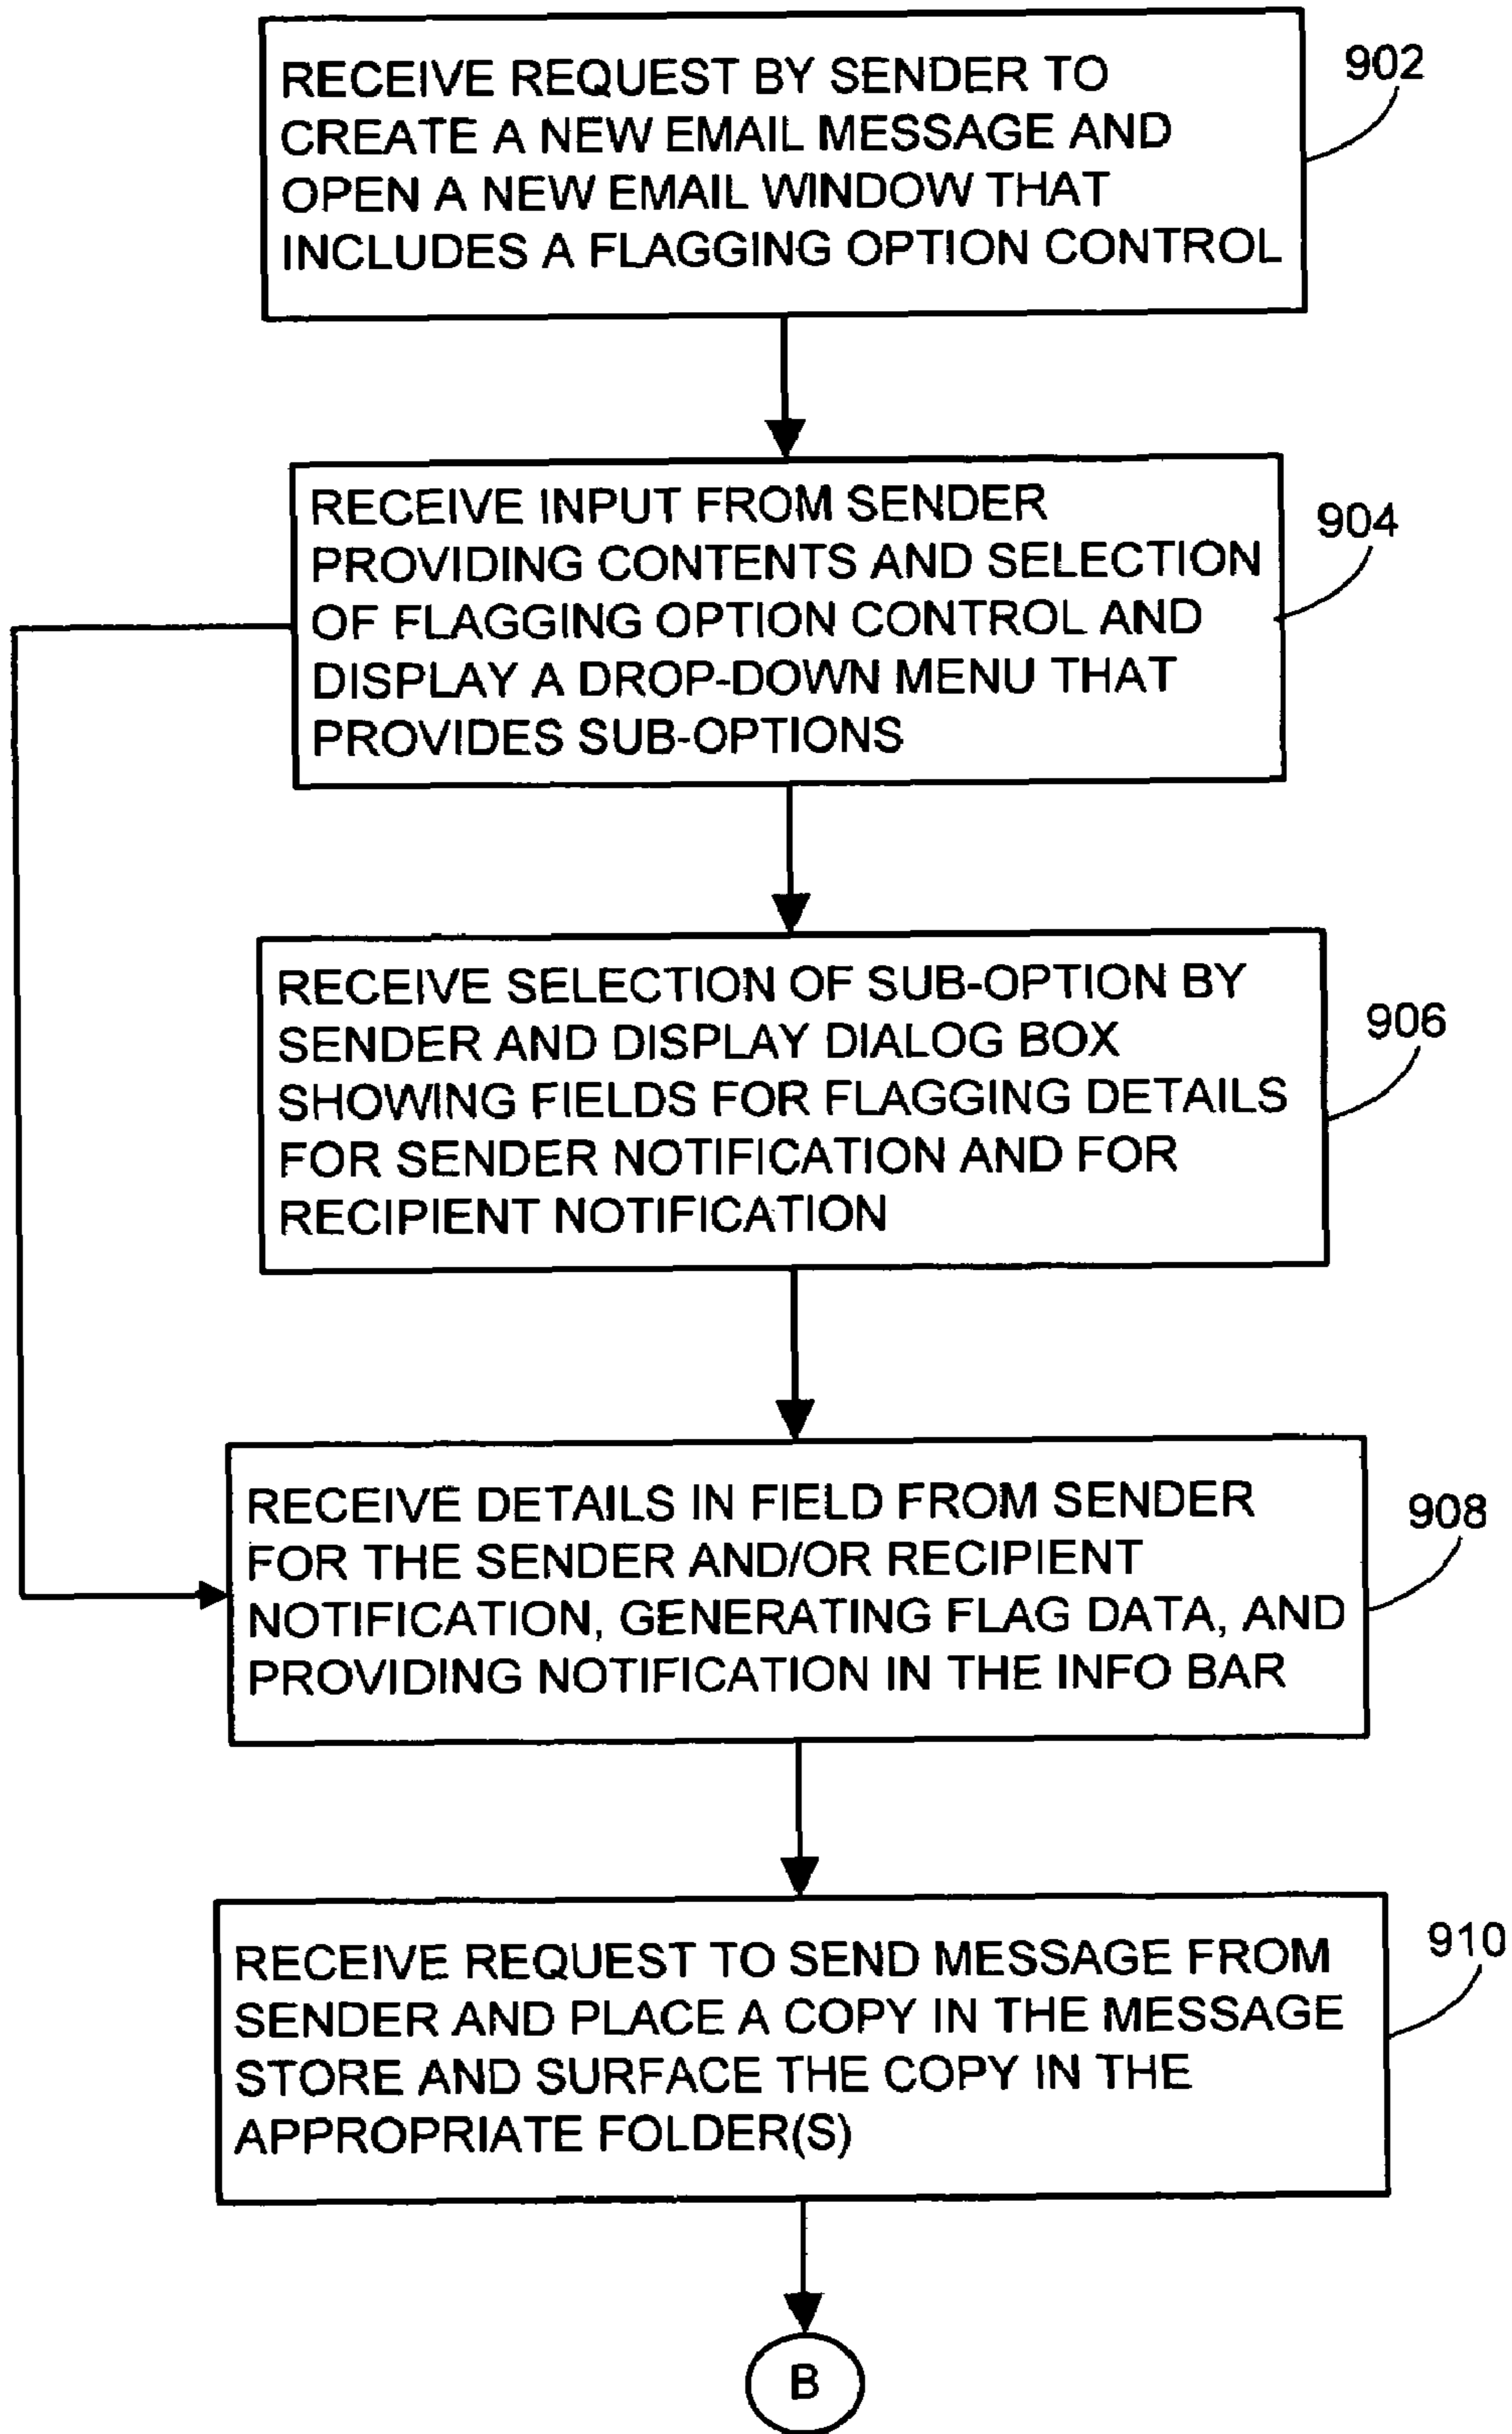 RECEIVE REQUEST BY SENDER TO
CREATE A NEW EMAIL MESSAGE AND
OPEN A NEW EMAIL WINDOW THAT
INCLUDES A FLAGGING OPTION CONTROL
902
RECEIVE INPUT FROM SENDER
PROVIDING CONTENTS AND SELECTION
OF FLAGGING OPTION CONTROL AND
DISPLAY A DROP-DOWN MENU THAT
PROVIDES SUB-OPTIONS
904
RECEIVE SELECTION OF SUB-OPTION BY
SENDER AND DISPLAY DIALOG BOX
SHOWING FIELDS FOR FLAGGING DETAILS
FOR SENDER NOTIFICATION AND FOR
RECIPIENT NOTIFICATION
906
RECEIVE DETAILS IN FIELD FROM SENDER
FOR THE SENDER AND/OR RECIPIENT
NOTIFICATION, GENERATING FLAG DATA, AND
PROVIDING NOTIFICATION IN THE INFO BAR
908
RECEIVE REQUEST TO SEND MESSAGE FROM
SENDER AND PLACE A COPY IN THE MESSAGE
STORE AND SURFACE THE COPY IN THE
APPROPRIATE FOLDER(S)
910
B